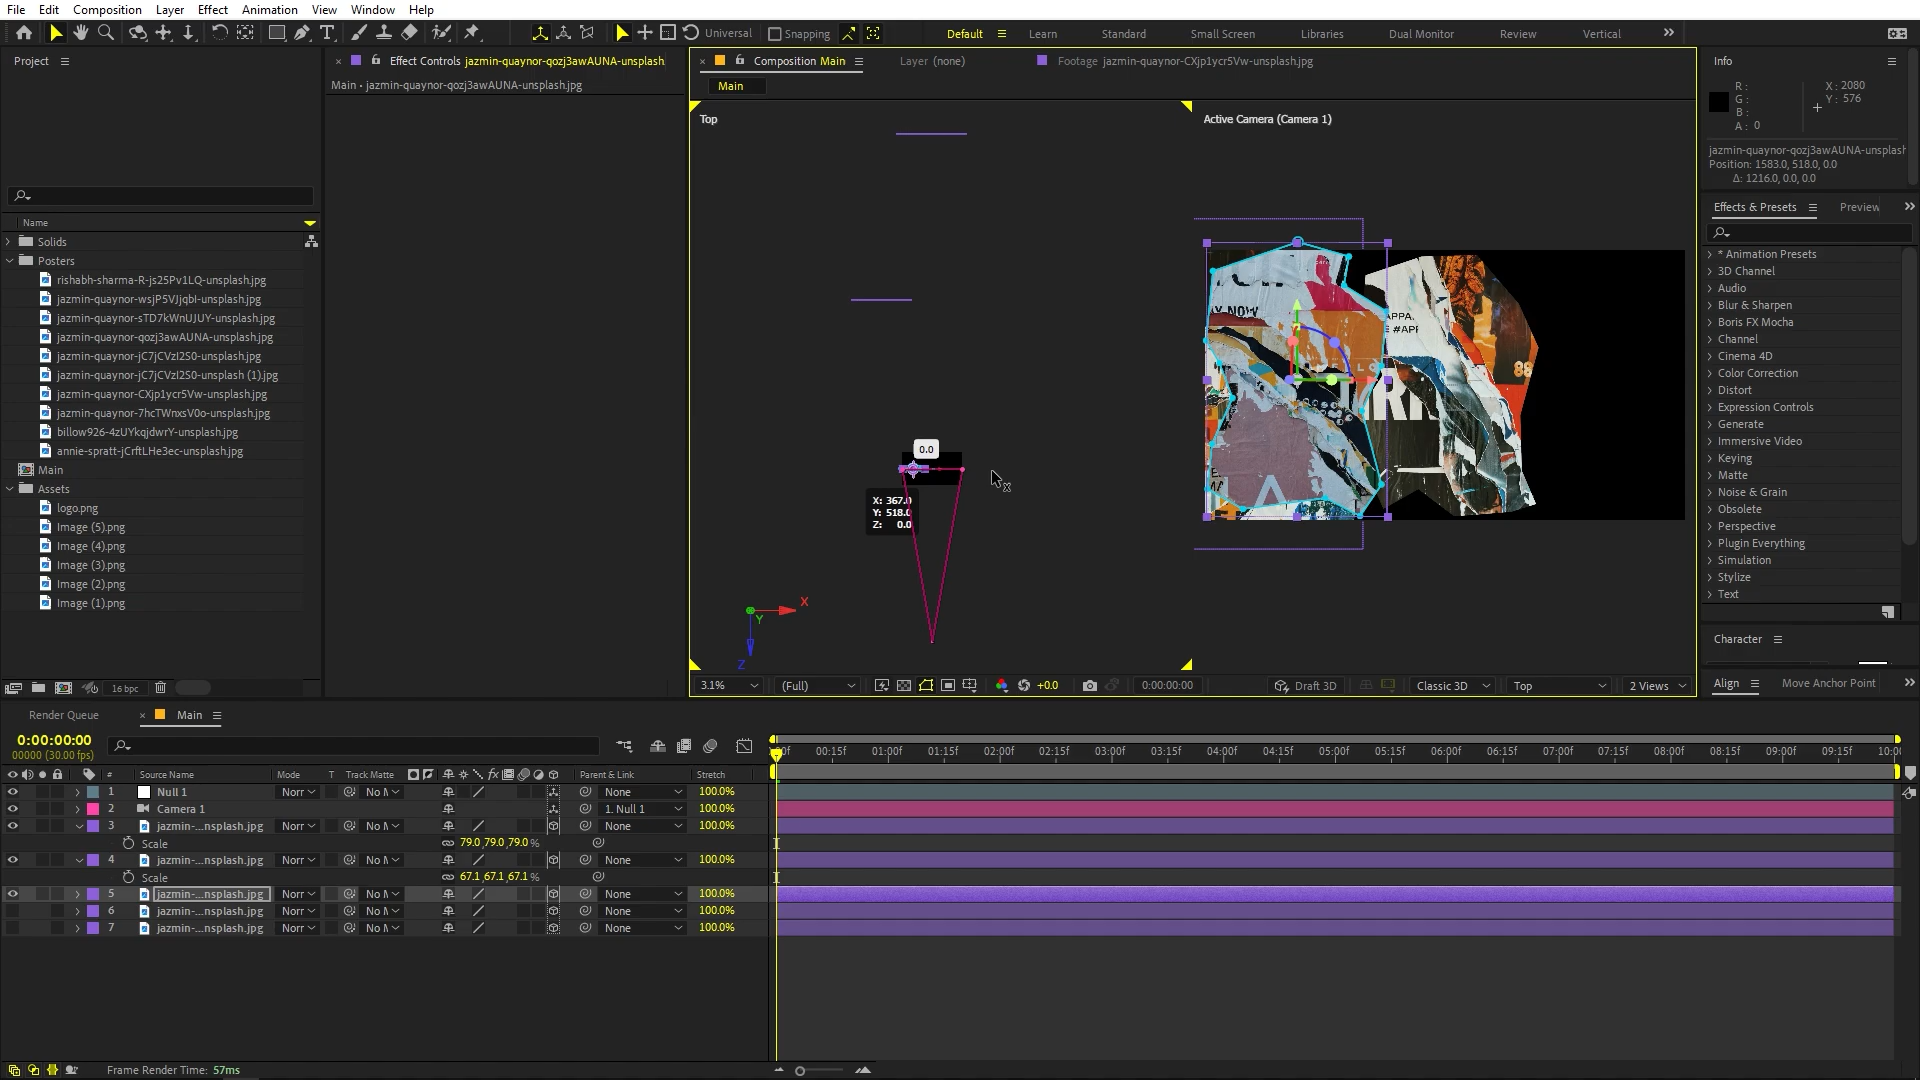 File Edit Composition Layer Effect Animation View Window Help
Universal Snapping Default Learn Standard Small Screen Libraries Dual Monitor Review Vertical
Project
Name
Solids
Posters
rishabh-sharma-R-js25Pv1LQ-unsplash.jpg
jazmin-quaynor-wsjP5VJjqbI-unsplash.jpg
jazmin-quaynor-sTD7kWnUJUY-unsplash.jpg
jazmin-quaynor-qozj3awAUNA-unsplash.jpg
jazmin-quaynor-jC7jCVzI2S0-unsplash.jpg
jazmin-quaynor-jC7jCVzI2S0-unsplash (1).jpg
jazmin-quaynor-CXjp1ycr5Vw-unsplash.jpg
jazmin-quaynor-7hcTWnxsV0o-unsplash.jpg
billow926-4zUYkqjdwrY-unsplash.jpg
annie-spratt-jCrftLHe3ec-unsplash.jpg
Main
Assets
logo.png
Image (5).png
Image (4).png
Image (3).png
Image (2).png
Image (1).png
16 bpc
Effect Controls jazmin-quaynor-qozj3awAUNA-unsplash
Main • jazmin-quaynor-qozj3awAUNA-unsplash.jpg
Composition Main
Layer (none)
Footage jazmin-quaynor-CXjp1ycr5Vw-unsplash.jpg
Main
Top
Active Camera (Camera 1)
0.0
X: 367.0
Y: 518.0
Z: 0.0
X
Y
Z
Y NOW
APPA
#APF
88
3.1% (Full) +0.0 0:00:00:00 Draft 3D Classic 3D Top 2 Views
Info
R :
G :
B :
A : 0
X : 2080
Y : 576
jazmin-quaynor-qozj3awAUNA-unsplash
Position: 1583.0, 518.0, 0.0
Δ: 1216.0, 0.0, 0.0
Effects & Presets Preview
* Animation Presets
3D Channel
Audio
Blur & Sharpen
Boris FX Mocha
Channel
Cinema 4D
Color Correction
Distort
Expression Controls
Generate
Immersive Video
Keying
Matte
Noise & Grain
Obsolete
Perspective
Plugin Everything
Simulation
Stylize
Text
Character
Align Move Anchor Point
Render Queue Main
0:00:00:00
00000 (30.00 fps)
00:15f 01:00f 01:15f 02:00f 02:15f 03:00f 03:15f 04:00f 04:15f 05:00f 05:15f 06:00f 06:15f 07:00f 07:15f 08:00f 08:15f 09:00f 09:15f 10:0
# Source Name Mode T Track Matte fx Parent & Link Stretch
1 Null 1 Norr No M None 100.0%
2 Camera 1 1. Null 1 100.0%
3 jazmin-...nsplash.jpg Norr No M None 100.0%
Scale 79.0,79.0,79.0 %
4 jazmin-...nsplash.jpg Norr No M None 100.0%
Scale 67.1,67.1,67.1 %
5 jazmin-...nsplash.jpg Norr No M None 100.0%
6 jazmin-...nsplash.jpg Norr No M None 100.0%
7 jazmin-...nsplash.jpg Norr No M None 100.0%
Frame Render Time: 57ms